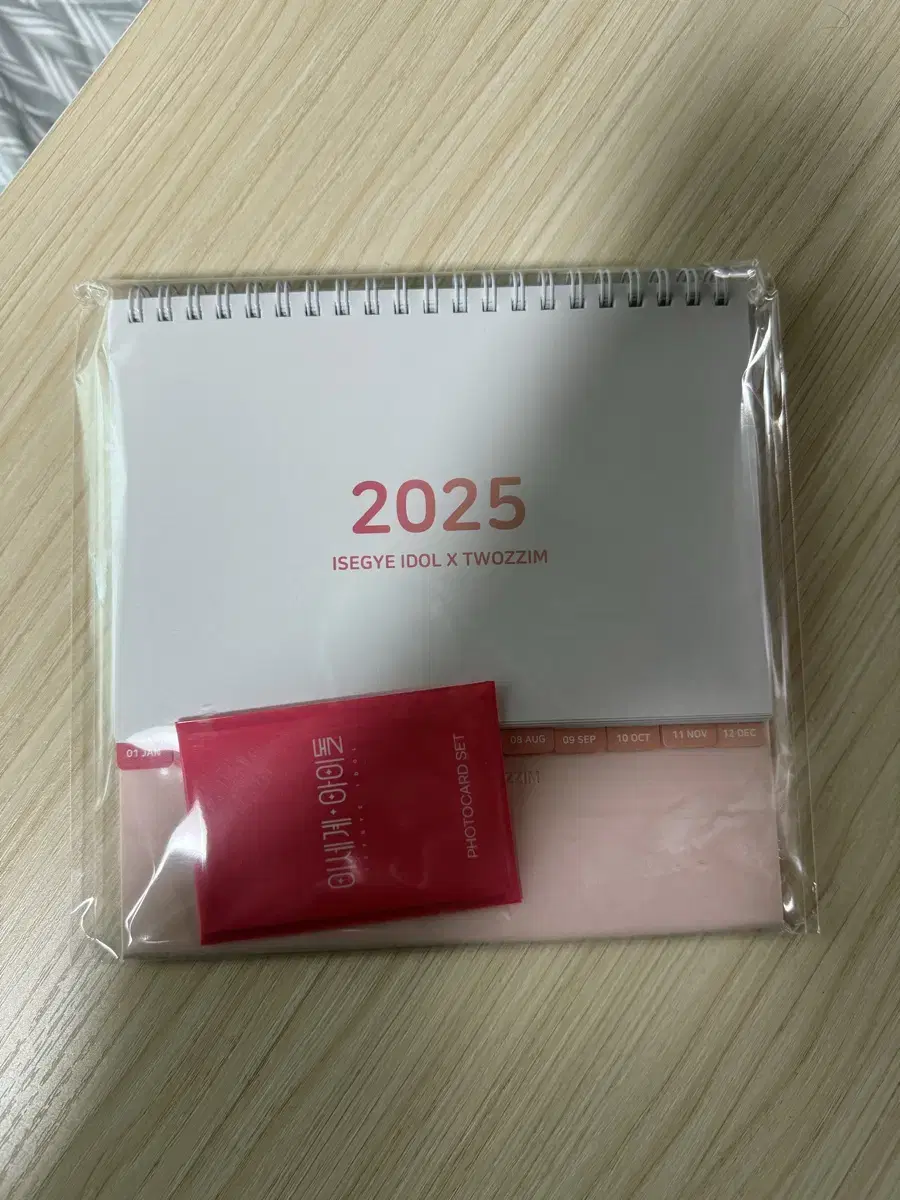 2025
ISEGYE IDOL X TWOZZIM
01 JAN
08 AUG
09 SEP
10 OCT
11 NOV
12 DEC
이세계아이돌
PHOTOCARD SET
ZZIM